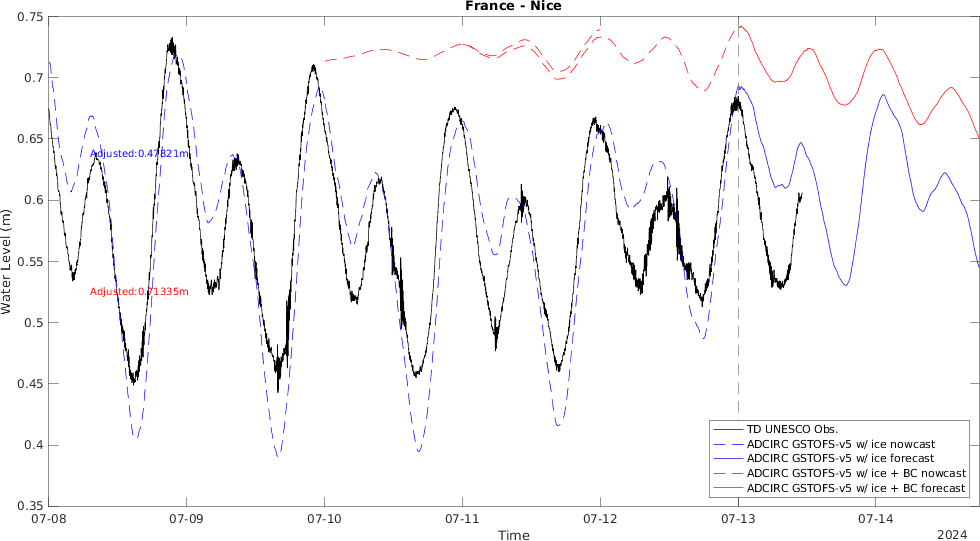 France - Nice
0.75
0.7
0.65
0.6
0.55
0.5
0.45
0.4
0.35
Water Level (m)
Adjusted:0.47821m
Adjusted:0.71335m
TD UNESCO Obs.
ADCIRC GSTOFS-v5 w/ ice nowcast
ADCIRC GSTOFS-v5 w/ ice forecast
ADCIRC GSTOFS-v5 w/ ice + BC nowcast
ADCIRC GSTOFS-v5 w/ ice + BC forecast
07-08 07-09 07-10 07-11 07-12 07-13 07-14
Time
2024